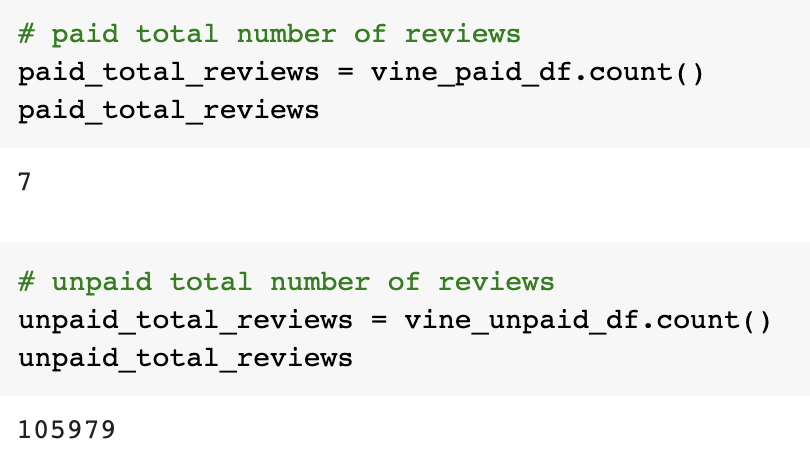 # paid total number of reviews
paid_total_reviews = vine_paid_df.count()
paid_total_reviews
7
# unpaid total number of reviews
unpaid_total_reviews = vine_unpaid_df.count()
unpaid_total_reviews
105979